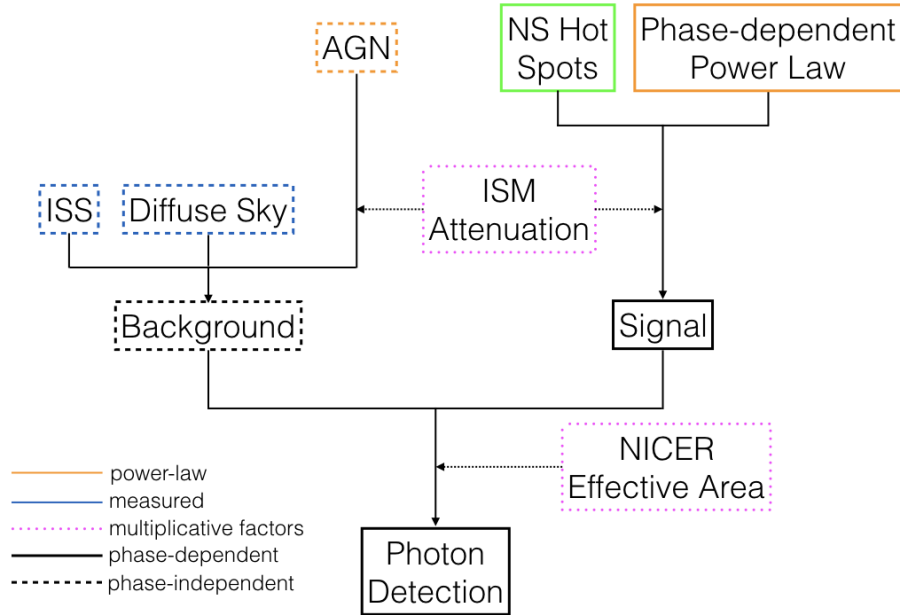 AGN
NS Hot
Spots
Phase-dependent
Power Law
ISS
Diffuse Sky
ISM
Attenuation
Background
Signal
NICER
Effective Area
Photon
Detection
power-law
measured
multiplicative factors
phase-dependent
phase-independent